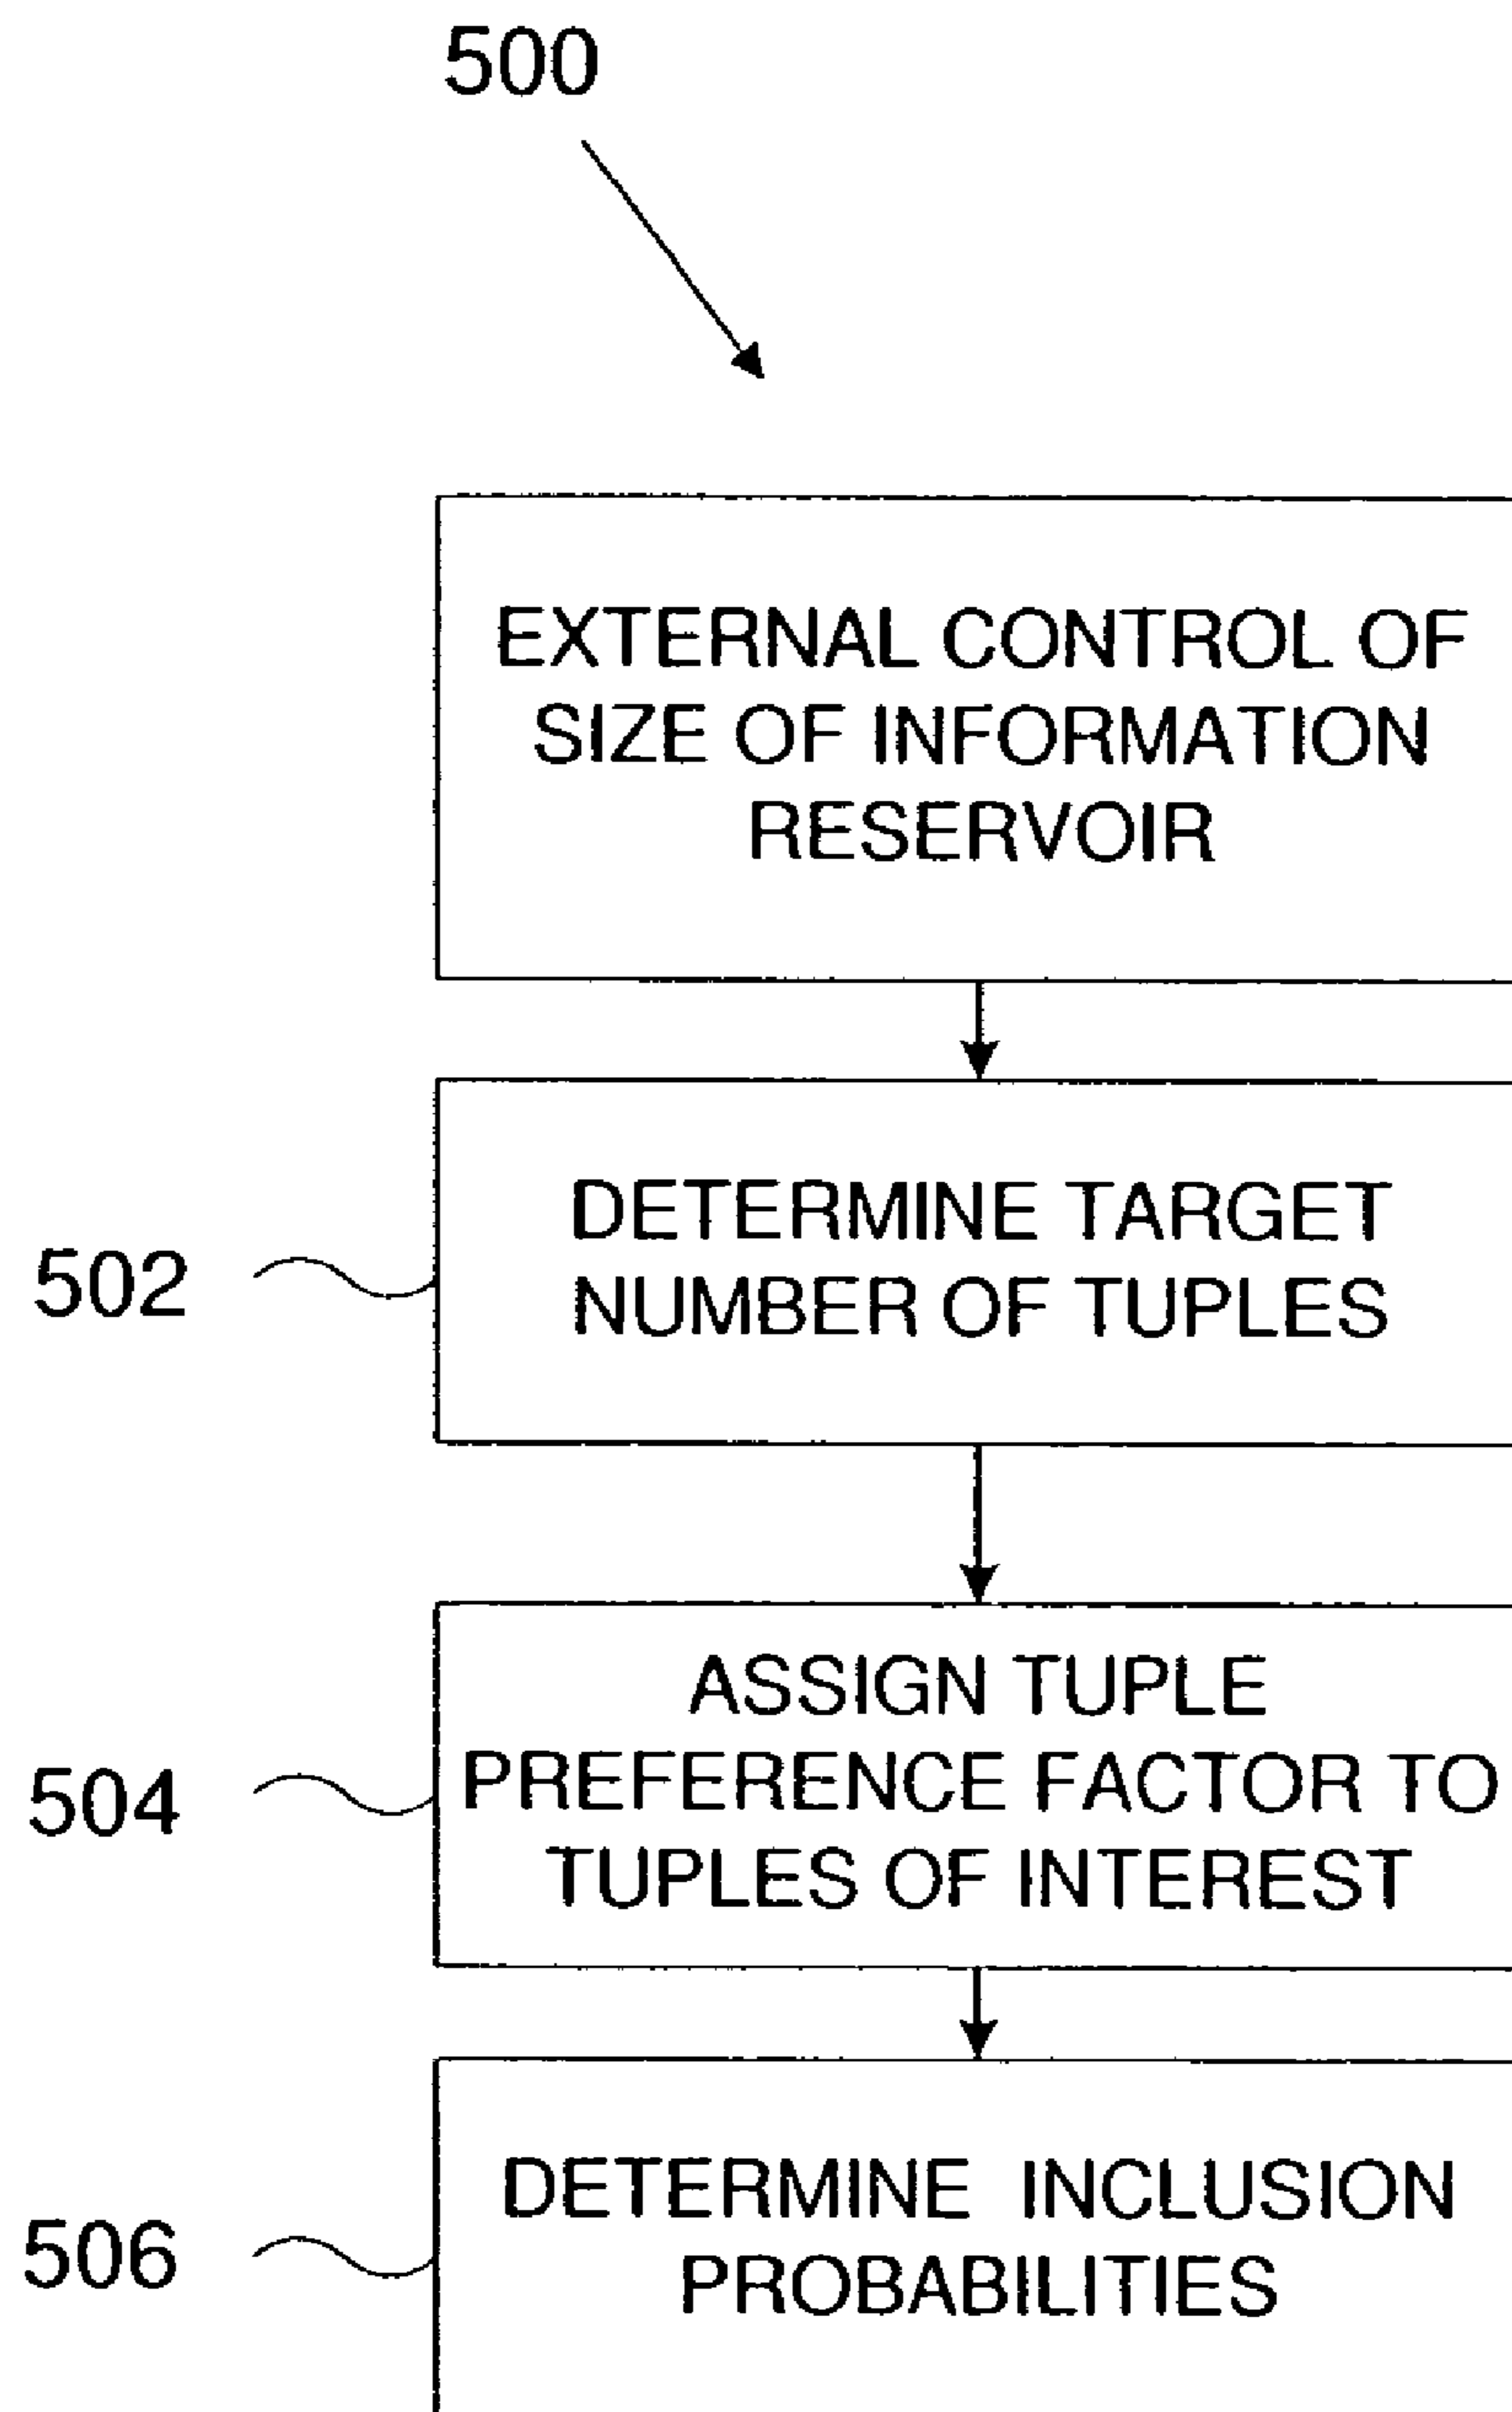 500
EXTERNAL CONTROL OF
SIZE OF INFORMATION
RESERVOIR
502
DETERMINE TARGET
NUMBER OF TUPLES
504
ASSIGN TUPLE
PREFERENCE FACTOR TO
TUPLES OF INTEREST
506
DETERMINE INCLUSION
PROBABILITIES